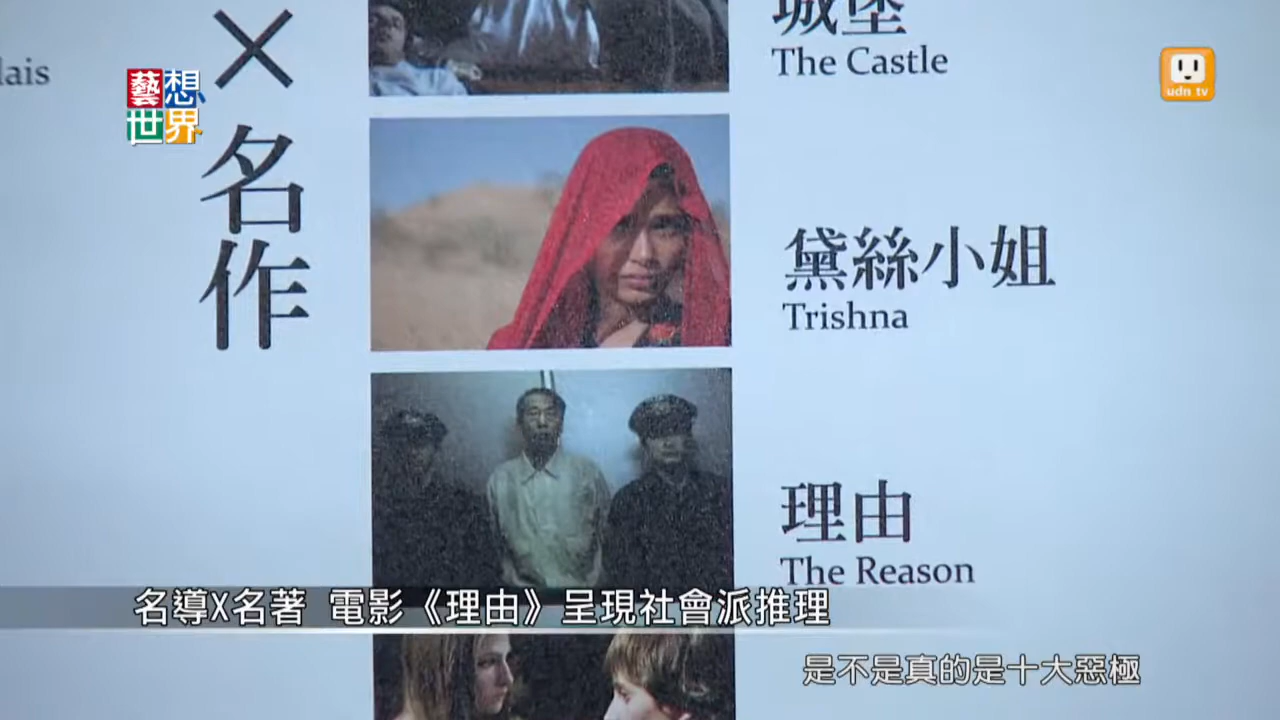 lais
×
名作
城堡
The Castle
藝想
世界
udn tv
黛絲小姐
Trishna
理由
The Reason
名導X名著 電影《理由》呈現社會派推理
是不是真的是十大惡極